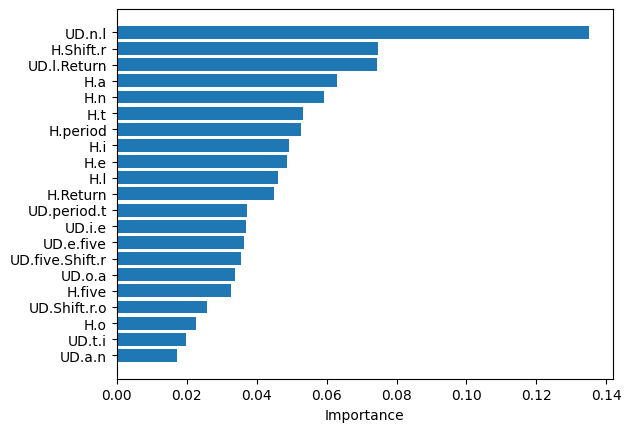 UD.n.l
H.Shift.r
UD.l.Return
H.a
H.n
H.t
H.period
H.i
H.e
H.l
H.Return
UD.period.t
UD.i.e
UD.e.five
UD.five.Shift.r
UD.o.a
H.five
UD.Shift.r.o
H.o
UD.t.i
UD.a.n
0.00 0.02 0.04 0.06 0.08 0.10 0.12 0.14
Importance